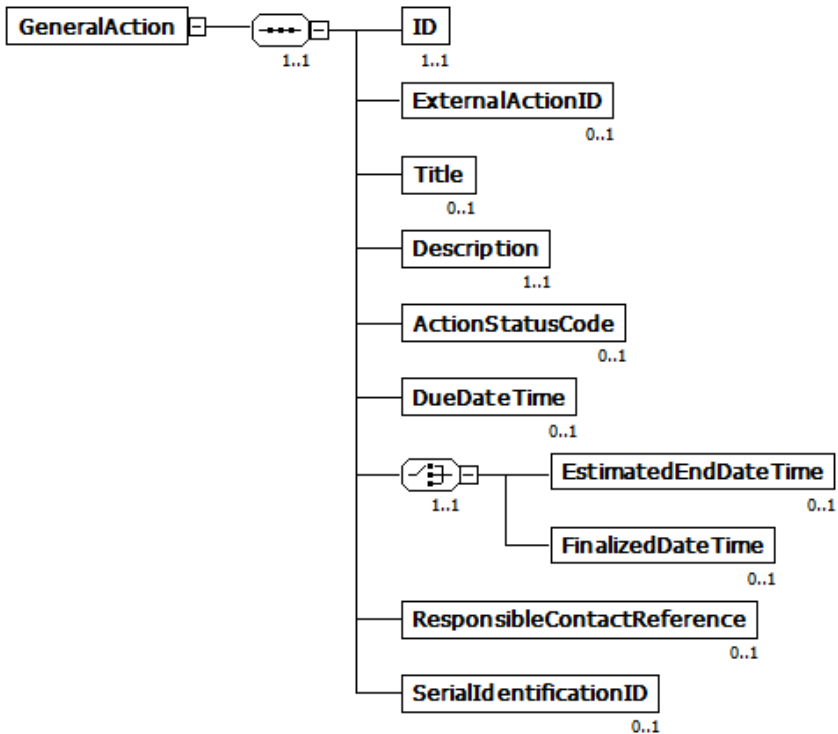 GeneralAction
1..1
ID
1..1
ExternalActionID
0..1
Title
0..1
Description
1..1
ActionStatusCode
0..1
DueDateTime
0..1
1..1
EstimatedEndDateTime
0..1
FinalizedDateTime
0..1
ResponsibleContactReference
0..1
SerialIdentificationID
0..1